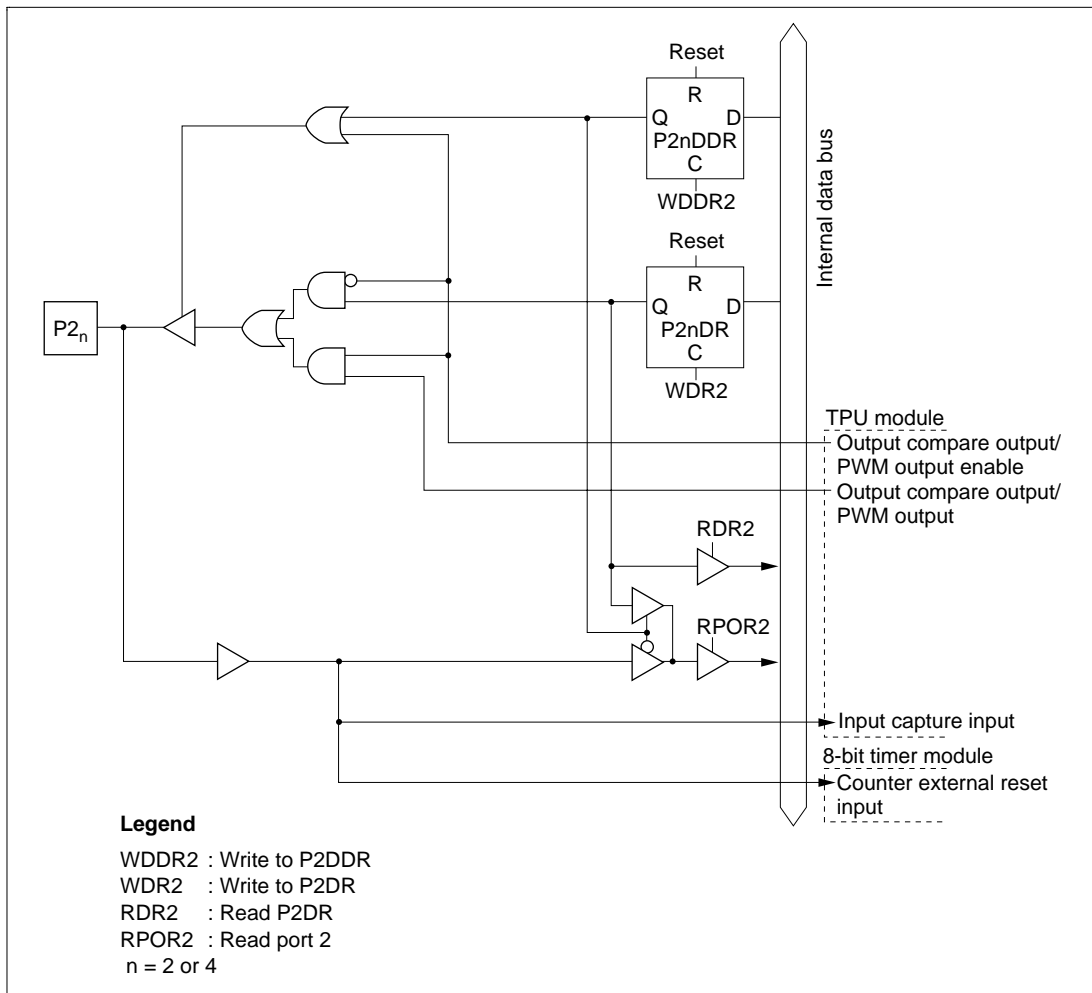 Reset
R
Q D
P2nDDR
C
WDDR2
Internal data bus
Reset
R
Q D
P2nDR
C
WDR2
P2n
TPU module
Output compare output/
PWM output enable
Output compare output/
PWM output
RDR2
RPOR2
Input capture input
8-bit timer module
Counter external reset
input
Legend
WDDR2 : Write to P2DDR
WDR2 : Write to P2DR
RDR2 : Read P2DR
RPOR2 : Read port 2
n = 2 or 4